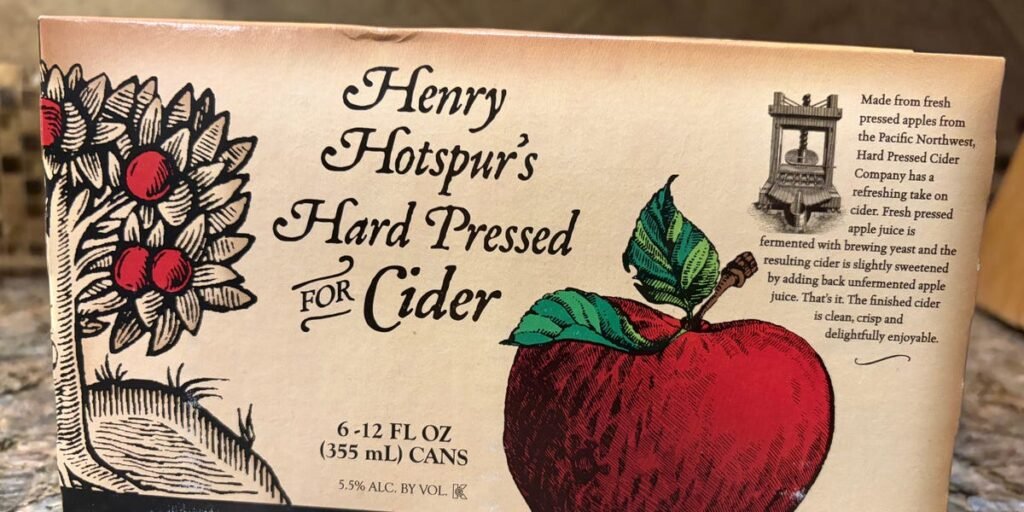 Henry
Hotspur's
Hard Pressed
FOR Cider
6-12 FL OZ
(355 mL) CANS
5.5% ALC. BY VOL.
Made from fresh
pressed apples from
the Pacific Northwest,
Hard Pressed Cider
Company has a
refreshing take on
cider. Fresh pressed
apple juice is
fermented with brewing yeast and the
resulting cider is slightly sweetened
by adding back unfermented apple
juice. That's it. The finished cider
is clean, crisp and
delightfully enjoyable.